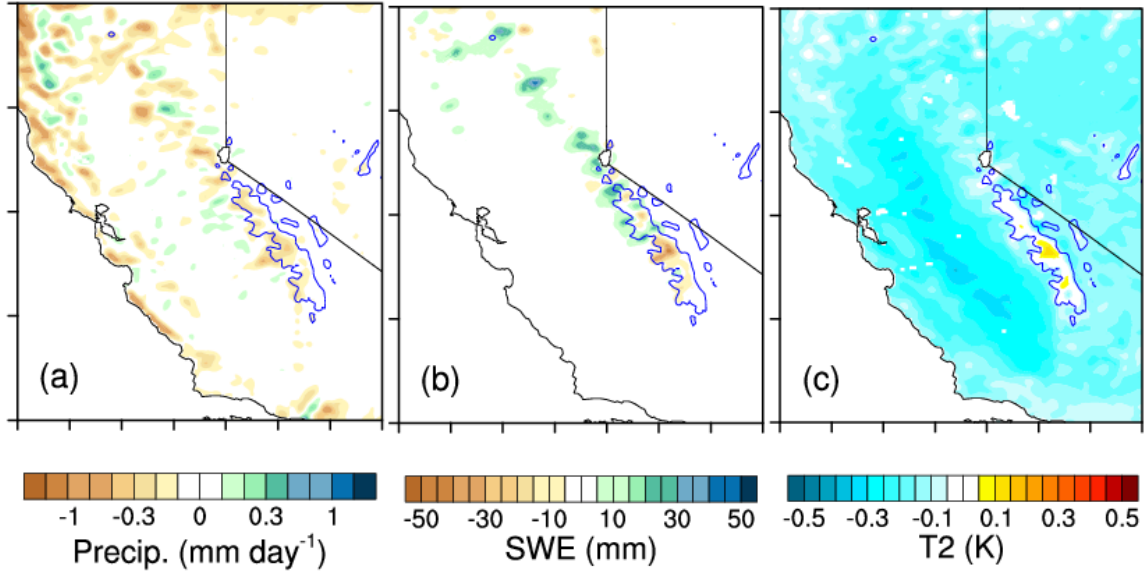 (a)
(b)
(c)
-1 -0.3 0 0.3 1
Precip. (mm day-1)
-50 -30 -10 10 30 50
SWE (mm)
-0.5 -0.3 -0.1 0.1 0.3 0.5
T2 (K)